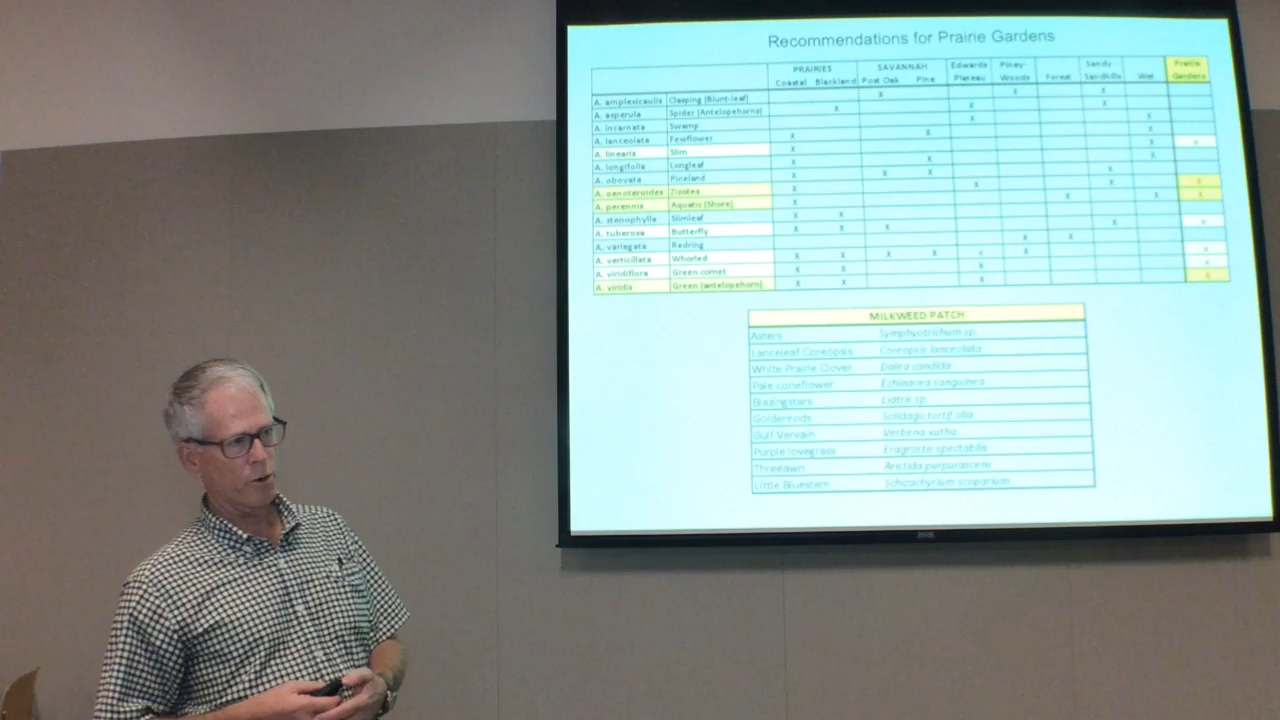 Recommendations for Prairie Gardens
PRAIRIES SAVANNAH Edwards Piney- Sandy Prairie
Coastal Blackland Post Oak Pine Plateau Woods Forest Sandhills Wet Gardens
A. amplexicaulis Clasping (Blunt-leaf) X X X
A. asperula Spider (Antelopehorns) X X X
A. incarnata Swamp X X
A. lanceolata Fewflower X X X
A. linearis Slim X X X
A. longifolia Longleaf X X X
A. obovata Pineland X X X X
A. oenoteroides Zizotes X X X X
A. perennis Aquatic (Shore) X X X X
A. stenophylla Slimleaf X X
A. tuberosa Butterfly X X X X X
A. variegata Redring X X
A. verticillata Whorled X X X X X X X
A. viridiflora Green comet X X X X
A. viridis Green (antelopehorn) X X X X
MILKWEED PATCH
Asters Symphyotrichum sp.
Lanceleaf Coreopsis Coreopsis lanceolata
White Prairie Clover Dalea candida
Pale coneflower Echinacea sanguinea
Blazingstars Liatris sp.
Goldenrods Solidago tortifolia
Gulf Vervain Verbena xutha
Purple lovegrass Eragrostis spectabilis
Threeawn Aristida purpurascens
Little Bluestem Schizachyrium scoparium